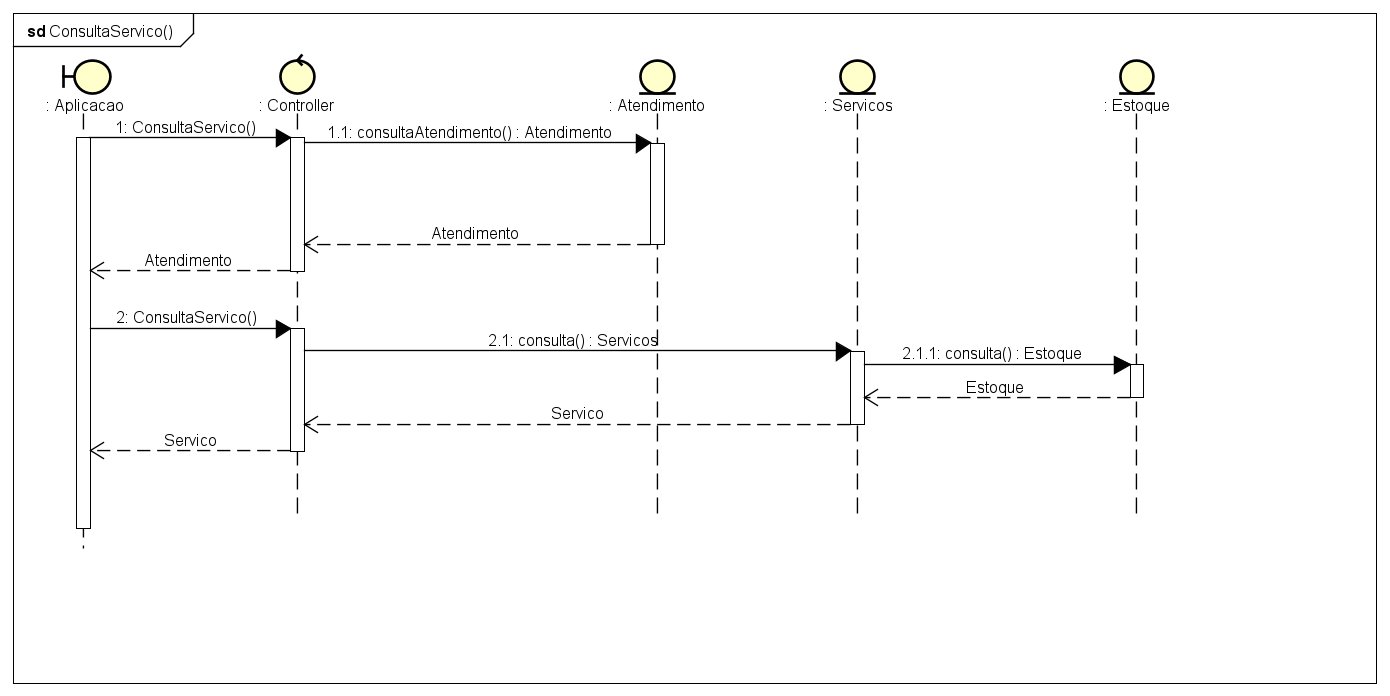 sd ConsultaServico()
: Aplicacao
: Controller
: Atendimento
: Servicos
: Estoque
1: ConsultaServico()
1.1: consultaAtendimento() : Atendimento
Atendimento
Atendimento
2: ConsultaServico()
2.1: consulta() : Servicos
2.1.1: consulta() : Estoque
Estoque
Servico
Servico